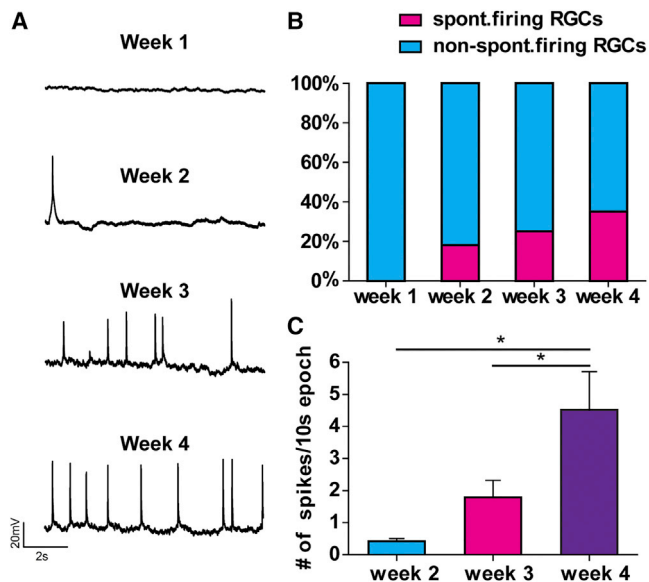 A
Week 1
Week 2
Week 3
Week 4
20mV
2s
B
spont.firing RGCs
non-spont.firing RGCs
100%
80%
60%
40%
20%
0%
week 1 week 2 week 3 week 4
C
# of spikes/10s epoch
*
*
6
5
4
3
2
1
0
week 2 week 3 week 4